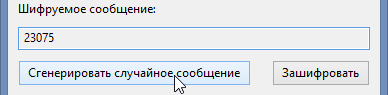 Шифруемое сообщение:
23075
Сгенерировать случайное сообщение Зашифровать